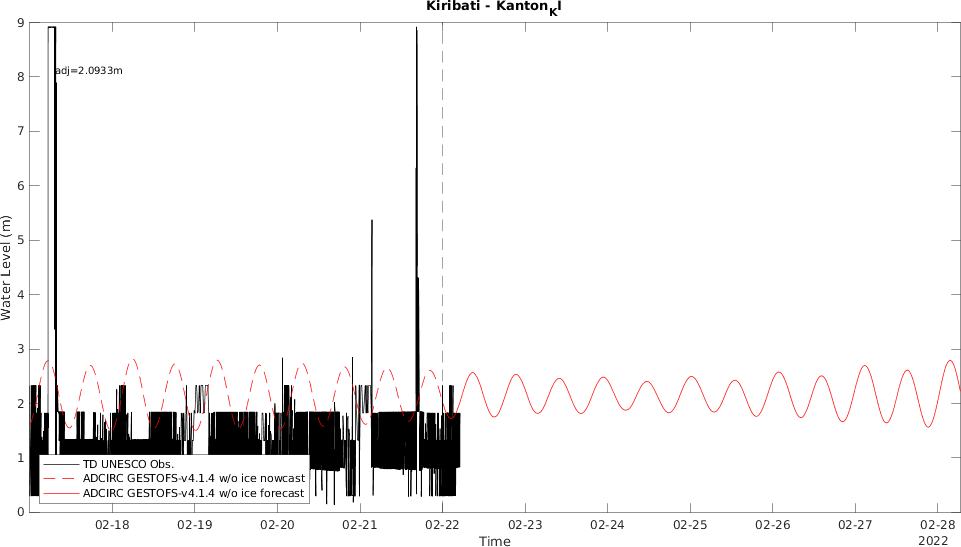 Kiribati - Kanton_KI
9
adj=2.0933m
8
7
6
5
4
3
2
1
0
Water Level (m)
TD UNESCO Obs.
ADCIRC GESTOFS-v4.1.4 w/o ice nowcast
ADCIRC GESTOFS-v4.1.4 w/o ice forecast
02-18 02-19 02-20 02-21 02-22 02-23 02-24 02-25 02-26 02-27 02-28
Time
2022